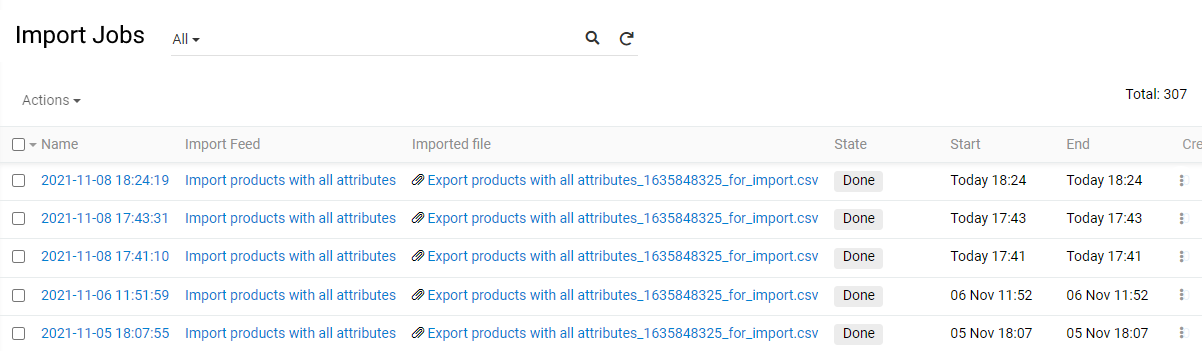 Import Jobs All
Actions
Total: 307
Name Import Feed Imported file State Start End Cre
2021-11-08 18:24:19 Import products with all attributes Export products with all attributes_1635848325_for_import.csv Done Today 18:24 Today 18:24
2021-11-08 17:43:31 Import products with all attributes Export products with all attributes_1635848325_for_import.csv Done Today 17:43 Today 17:43
2021-11-08 17:41:10 Import products with all attributes Export products with all attributes_1635848325_for_import.csv Done Today 17:41 Today 17:41
2021-11-06 11:51:59 Import products with all attributes Export products with all attributes_1635848325_for_import.csv Done 06 Nov 11:52 06 Nov 11:52
2021-11-05 18:07:55 Import products with all attributes Export products with all attributes_1635848325_for_import.csv Done 05 Nov 18:07 05 Nov 18:07